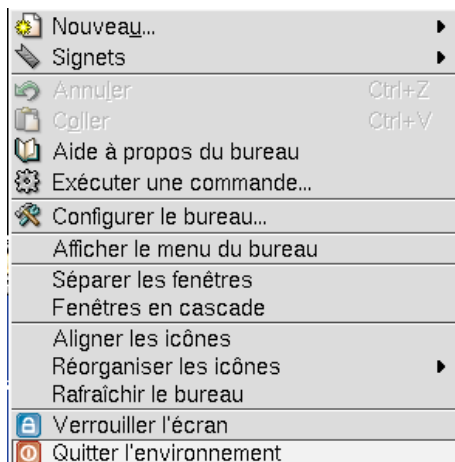 Nouveau...
Signets
Annuler Ctrl+Z
Coller Ctrl+V
Aide à propos du bureau
Exécuter une commande...
Configurer le bureau...
Afficher le menu du bureau
Séparer les fenêtres
Fenêtres en cascade
Aligner les icônes
Réorganiser les icônes
Rafraîchir le bureau
Verrouiller l'écran
Quitter l'environnement